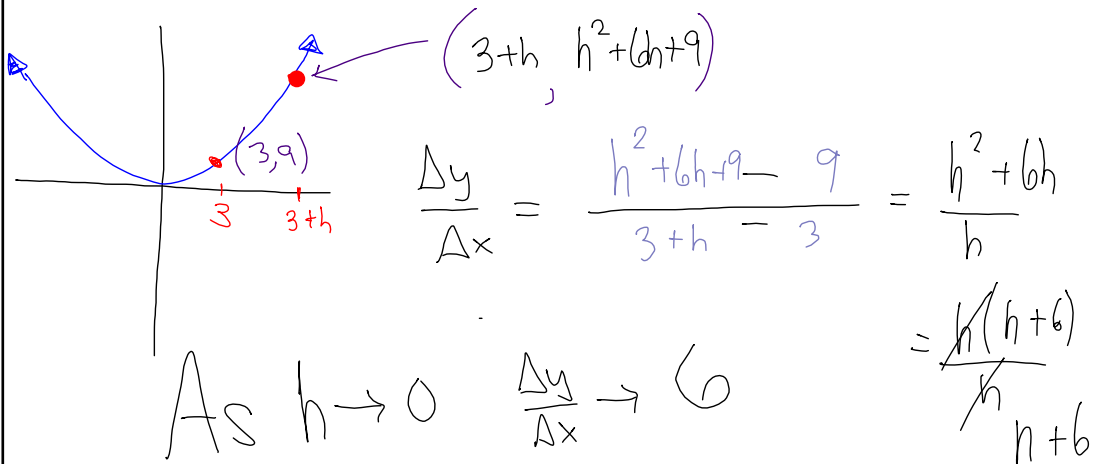 (3+h, h²+6h+9)
(3,9)
3
3+h
Δy/Δx = (h²+6h+9 - 9)/(3+h - 3) = (h²+6h)/h
= h(h+6)/h
h+6
As h → 0 Δy/Δx → 6